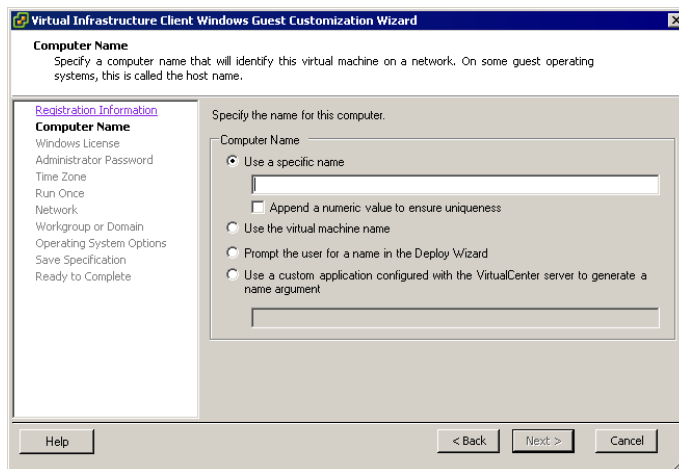 Virtual Infrastructure Client Windows Guest Customization Wizard
Computer Name
Specify a computer name that will identify this virtual machine on a network. On some guest operating
systems, this is called the host name.
Registration Information
Computer Name
Windows License
Administrator Password
Time Zone
Run Once
Network
Workgroup or Domain
Operating System Options
Save Specification
Ready to Complete
Specify the name for this computer.
Computer Name
Use a specific name
Append a numeric value to ensure uniqueness
Use the virtual machine name
Prompt the user for a name in the Deploy Wizard
Use a custom application configured with the VirtualCenter server to generate a
name argument
Help
< Back
Next >
Cancel